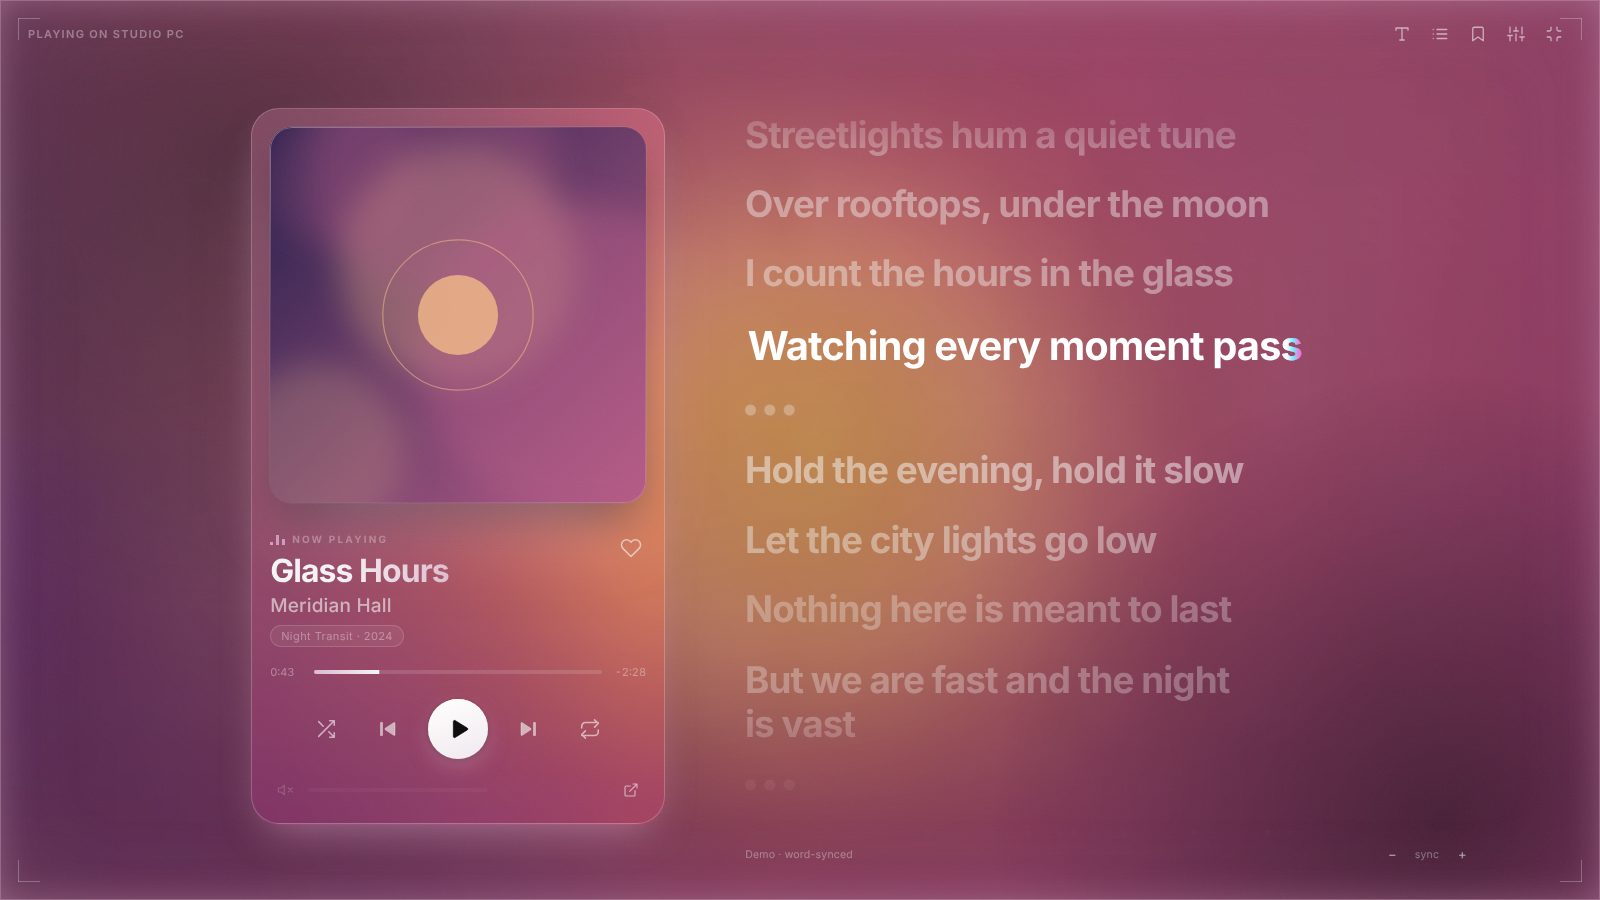 PLAYING ON STUDIO PC
NOW PLAYING
Glass Hours
Meridian Hall
Night Transit · 2024
0:43
-2:28
Streetlights hum a quiet tune
Over rooftops, under the moon
I count the hours in the glass
Watching every moment pass
Hold the evening, hold it slow
Let the city lights go low
Nothing here is meant to last
But we are fast and the night
is vast
Demo · word-synced
− sync +